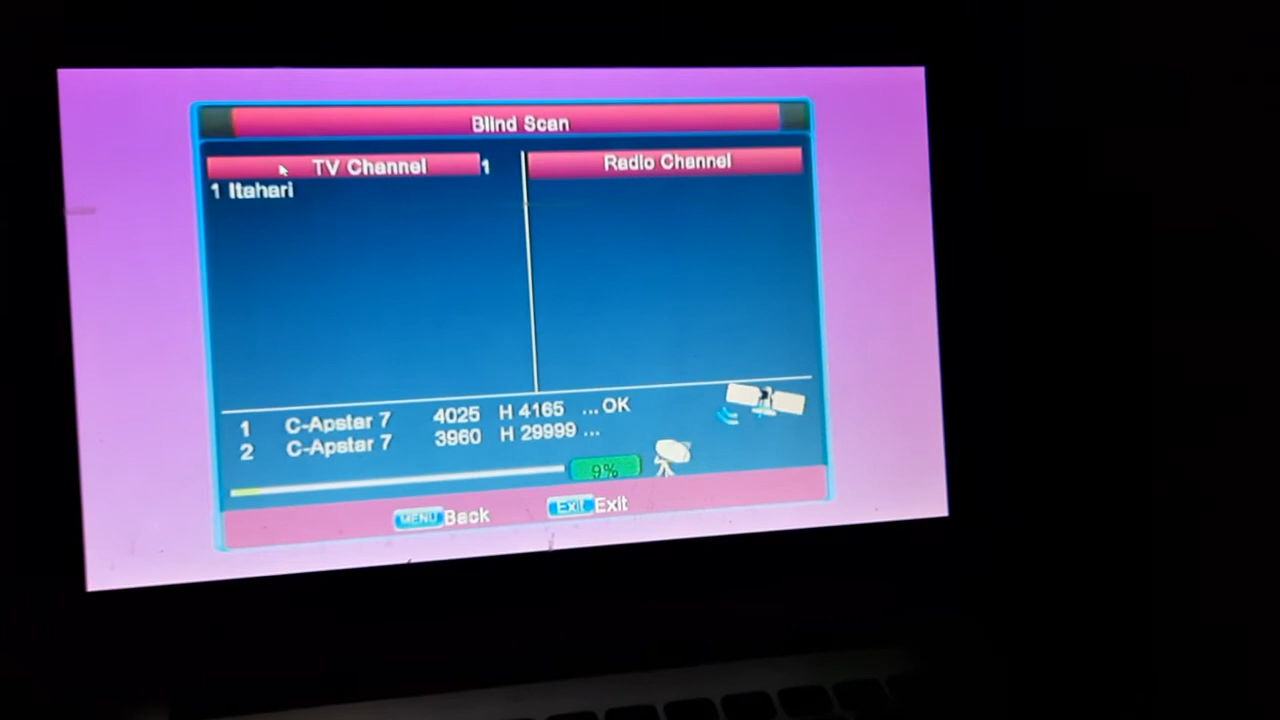 Blind Scan
TV Channel 1
Radio Channel
1 Itahari
1 C-Apstar 7 4025 H 4165 ...OK
2 C-Apstar 7 3960 H 29999 ...
9%
MENU Back Exit Exit